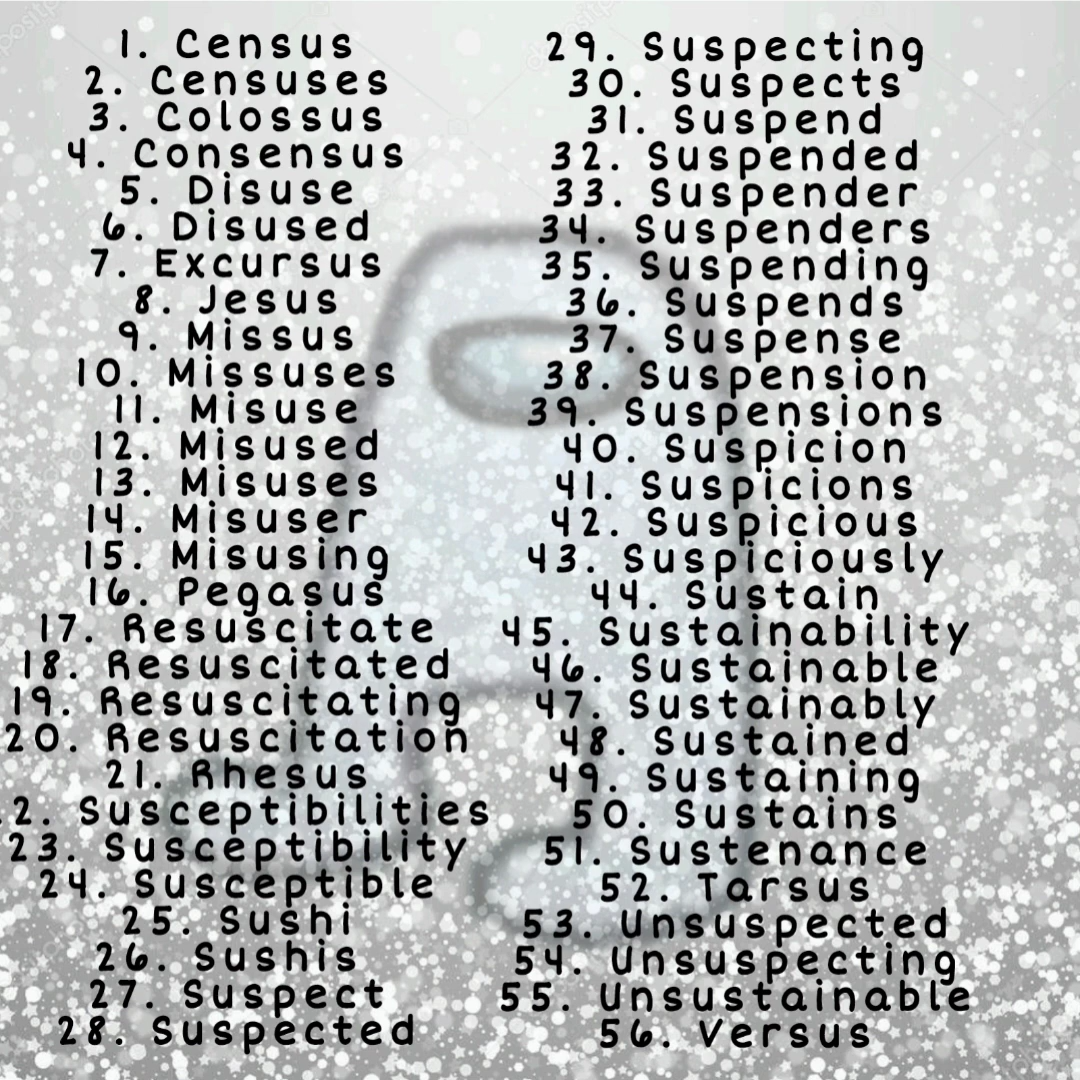 1. Census
2. Censuses
3. Colossus
4. Consensus
5. Disuse
6. Disused
7. Excursus
8. Jesus
9. Missus
10. Missuses
11. Misuse
12. Misused
13. Misuses
14. Misuser
15. Misusing
16. Pegasus
17. Resuscitate
18. Resuscitated
19. Resuscitating
20. Resuscitation
21. Rhesus
2. Susceptibilities
23. Susceptibility
24. Susceptible
25. Sushi
26. Sushis
27. Suspect
28. Suspected
29. Suspecting
30. Suspects
31. Suspend
32. Suspended
33. Suspender
34. Suspenders
35. Suspending
36. Suspends
37. Suspense
38. Suspension
39. Suspensions
40. Suspicion
41. Suspicions
42. Suspicious
43. Suspiciously
44. Sustain
45. Sustainability
46. Sustainable
47. Sustainably
48. Sustained
49. Sustaining
50. Sustains
51. Sustenance
52. Tarsus
53. Unsuspected
54. Unsuspecting
55. Unsustainable
56. Versus